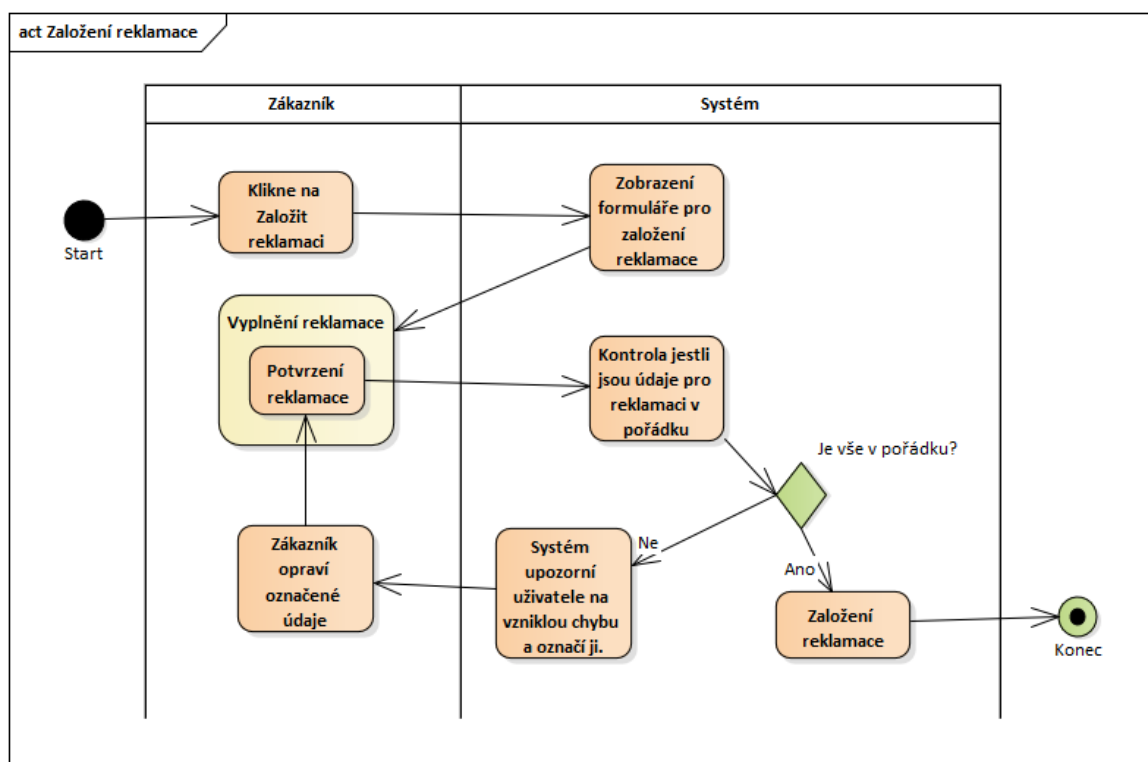 act Založení reklamace
Zákazník
Systém
Klikne na
Založit
reklamaci
Zobrazení
formuláře pro
založení
reklamace
Start
Vyplnění reklamace
Potvrzení
reklamace
Kontrola jestli
jsou údaje pro
reklamaci v
pořádku
Je vše v pořádku?
Zákazník
opraví
označené
údaje
Systém
upozorní
uživatele na
vzniklou chybu
a označí ji.
Ne
Ano
Založení
reklamace
Konec